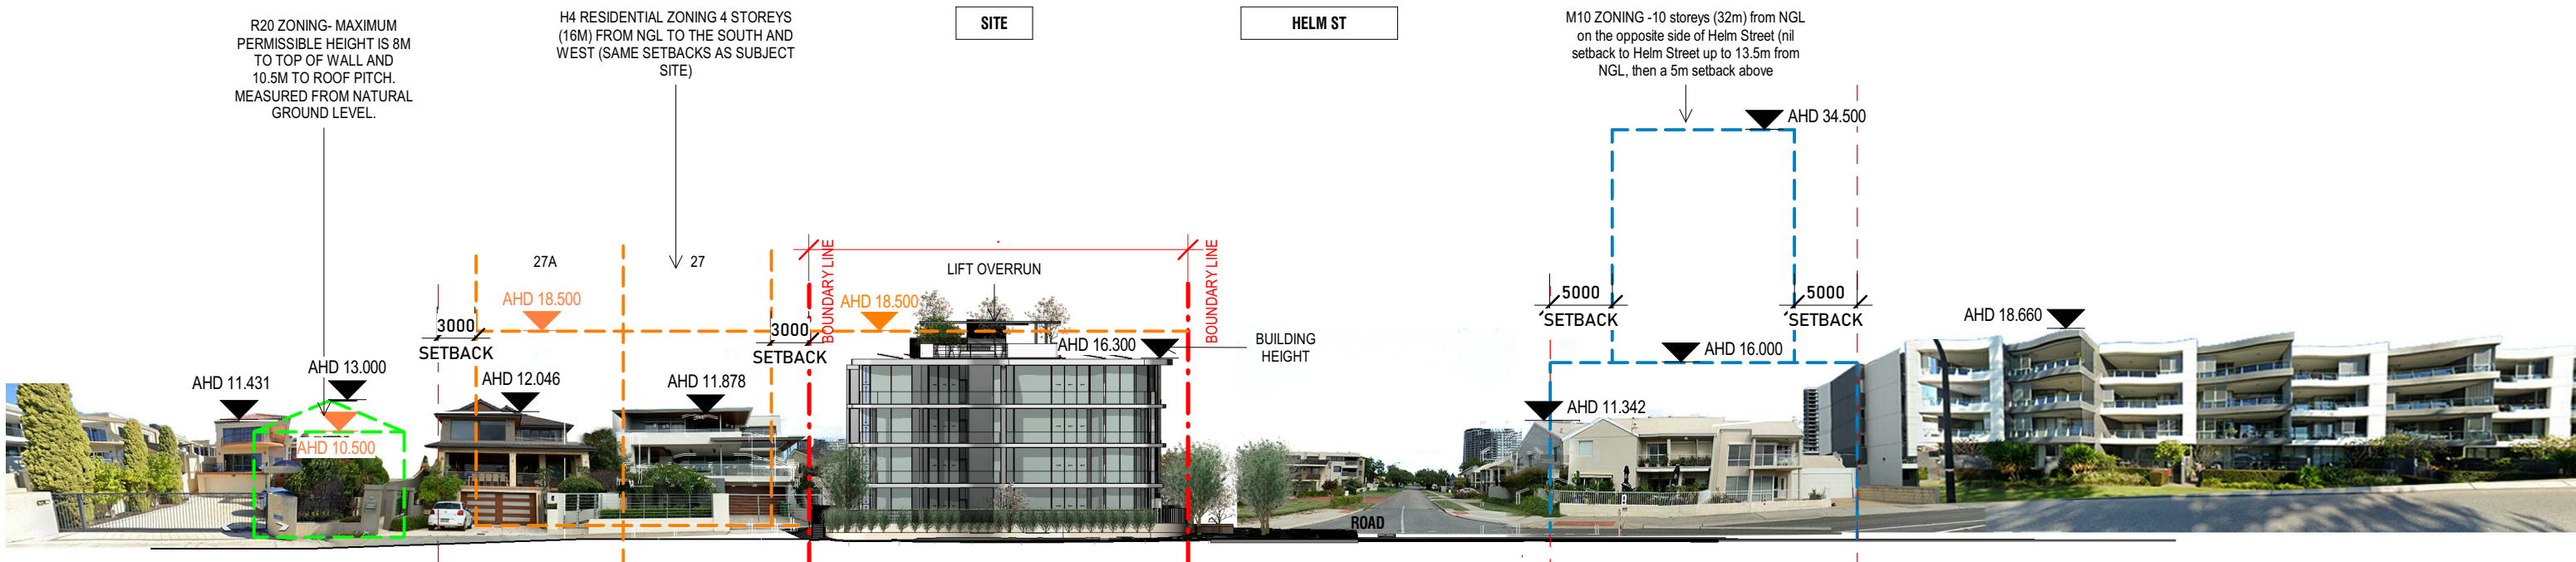 R20 ZONING- MAXIMUM
PERMISSIBLE HEIGHT IS 8M
TO TOP OF WALL AND
10.5M TO ROOF PITCH.
MEASURED FROM NATURAL
GROUND LEVEL.
H4 RESIDENTIAL ZONING 4 STOREYS
(16M) FROM NGL TO THE SOUTH AND
WEST (SAME SETBACKS AS SUBJECT
SITE)
SITE
HELM ST
M10 ZONING -10 storeys (32m) from NGL
on the opposite side of Helm Street (nil
setback to Helm Street up to 13.5m from
NGL, then a 5m setback above
AHD 34.500
27A
27
BOUNDARY LINE
LIFT OVERRUN
BOUNDARY LINE
AHD 18.500
AHD 18.500
5000
SETBACK
5000
SETBACK
AHD 18.660
3000
SETBACK
3000
SETBACK
AHD 16.300
BUILDING
HEIGHT
AHD 16.000
AHD 11.431
AHD 13.000
AHD 12.046
AHD 11.878
AHD 11.342
AHD 10.500
ROAD